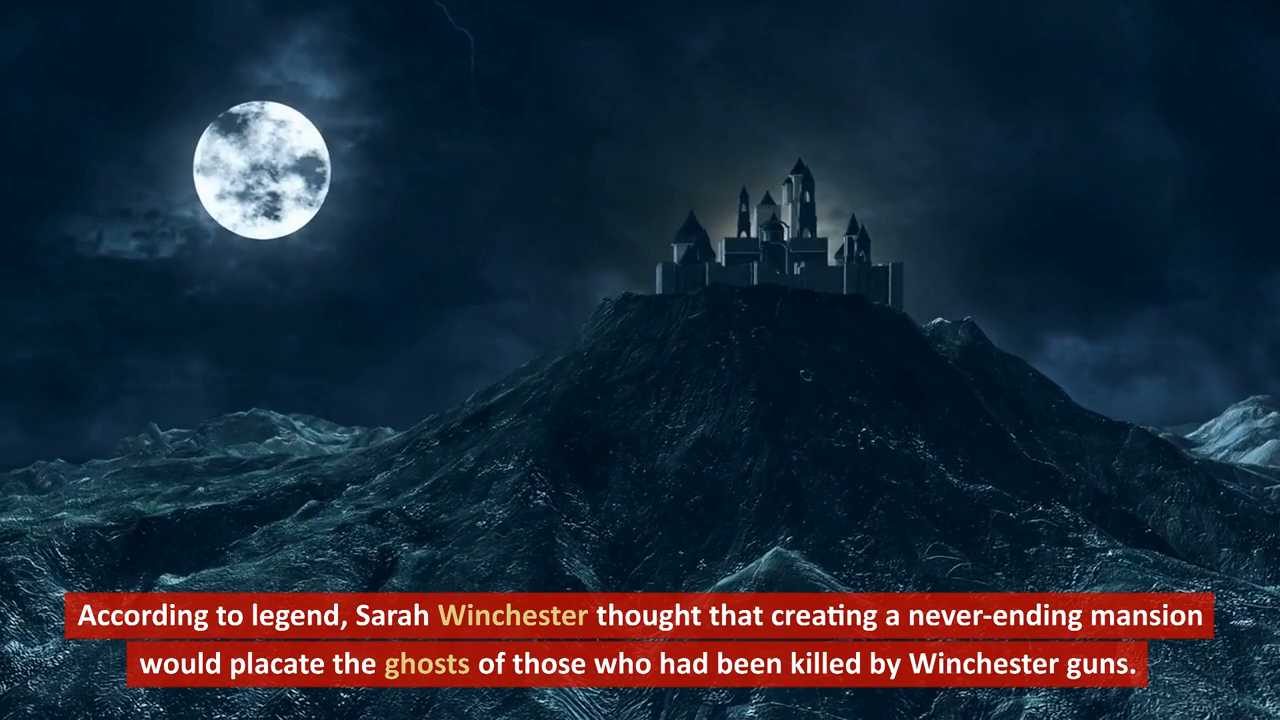 According to legend, Sarah Winchester thought that creating a never-ending mansion
would placate the ghosts of those who had been killed by Winchester guns.